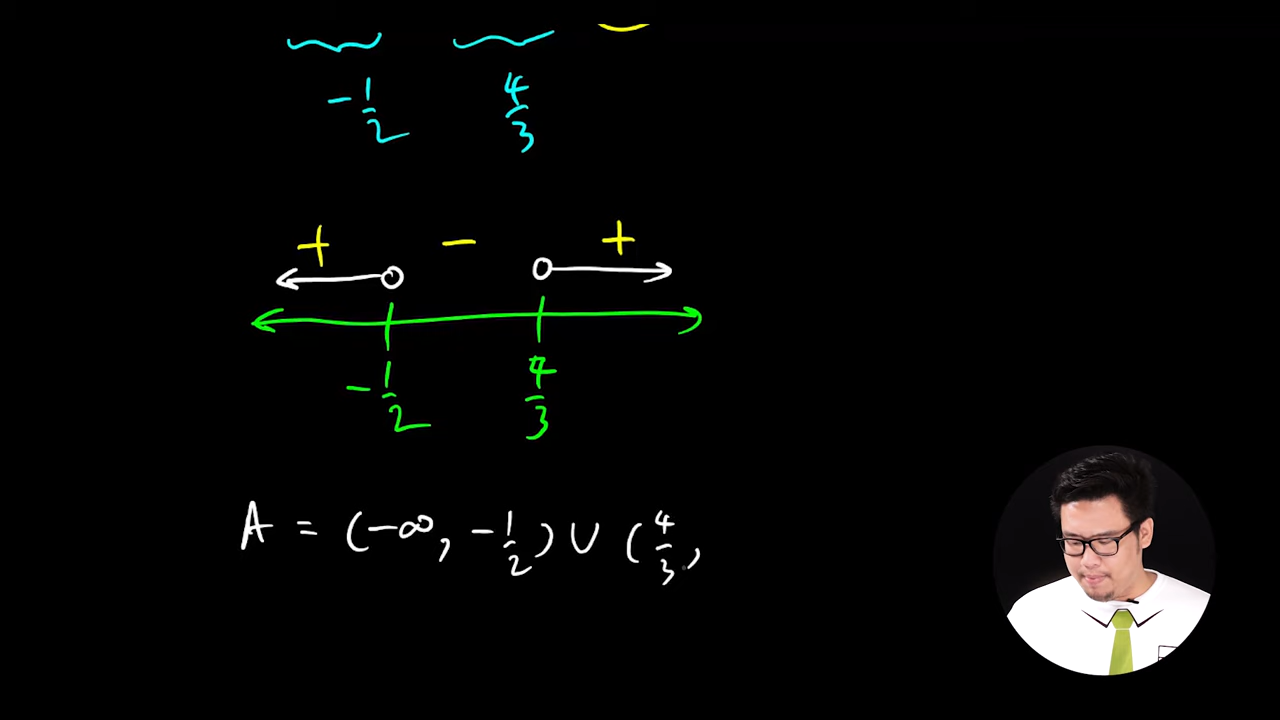 -1/2 4/3
+ - +
-1/2 4/3
A = (-∞, -1/2) ∪ (4/3,